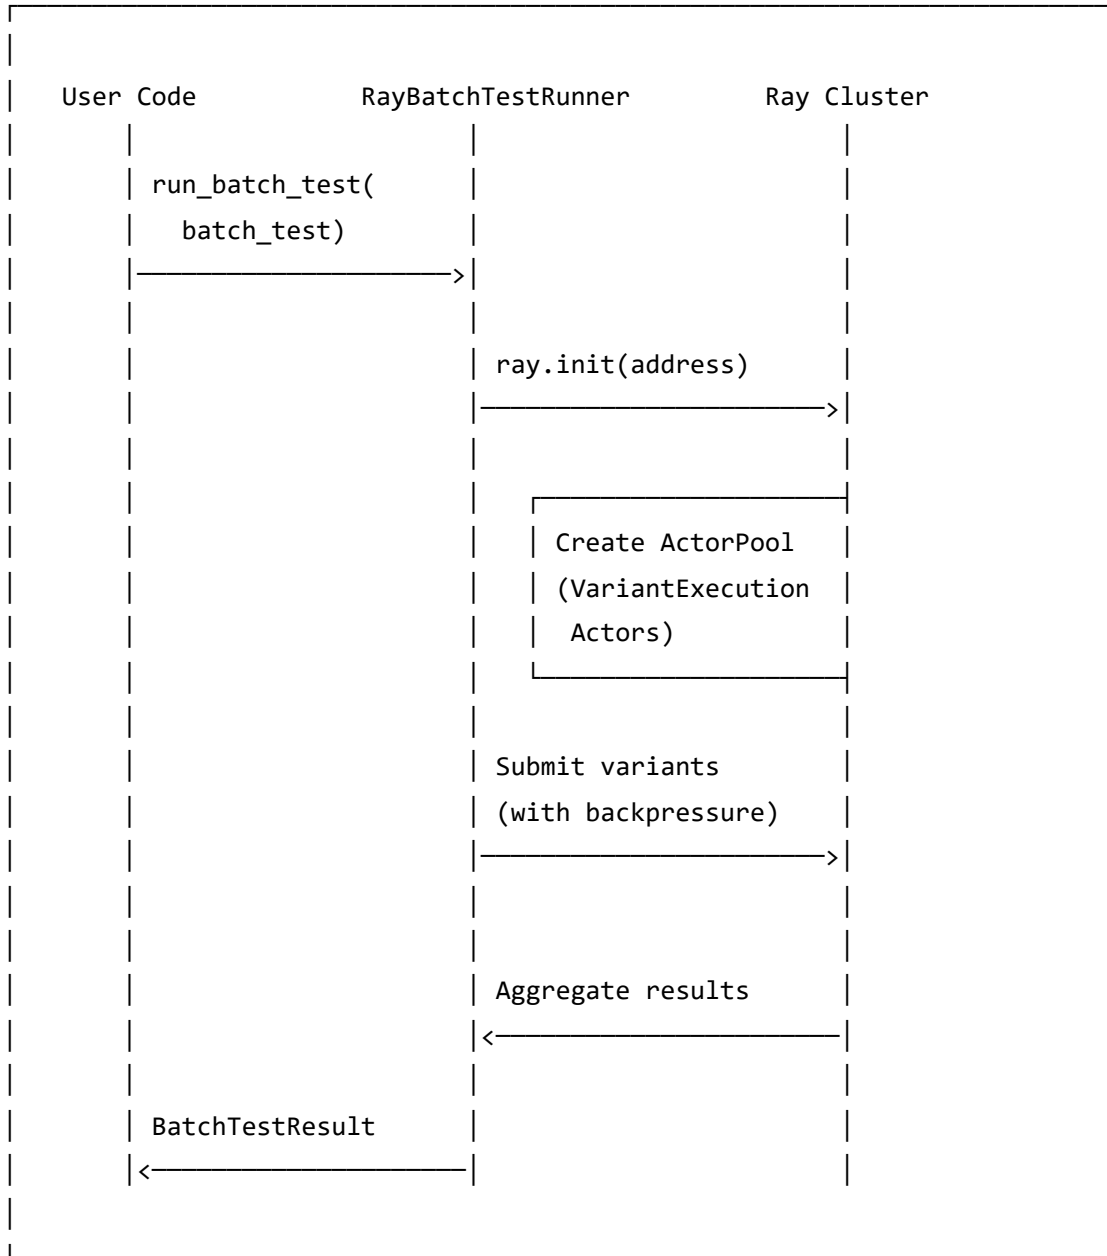 User Code RayBatchTestRunner Ray Cluster
run_batch_test(
batch_test)
ray.init(address)
Create ActorPool
(VariantExecution
Actors)
Submit variants
(with backpressure)
Aggregate results
BatchTestResult